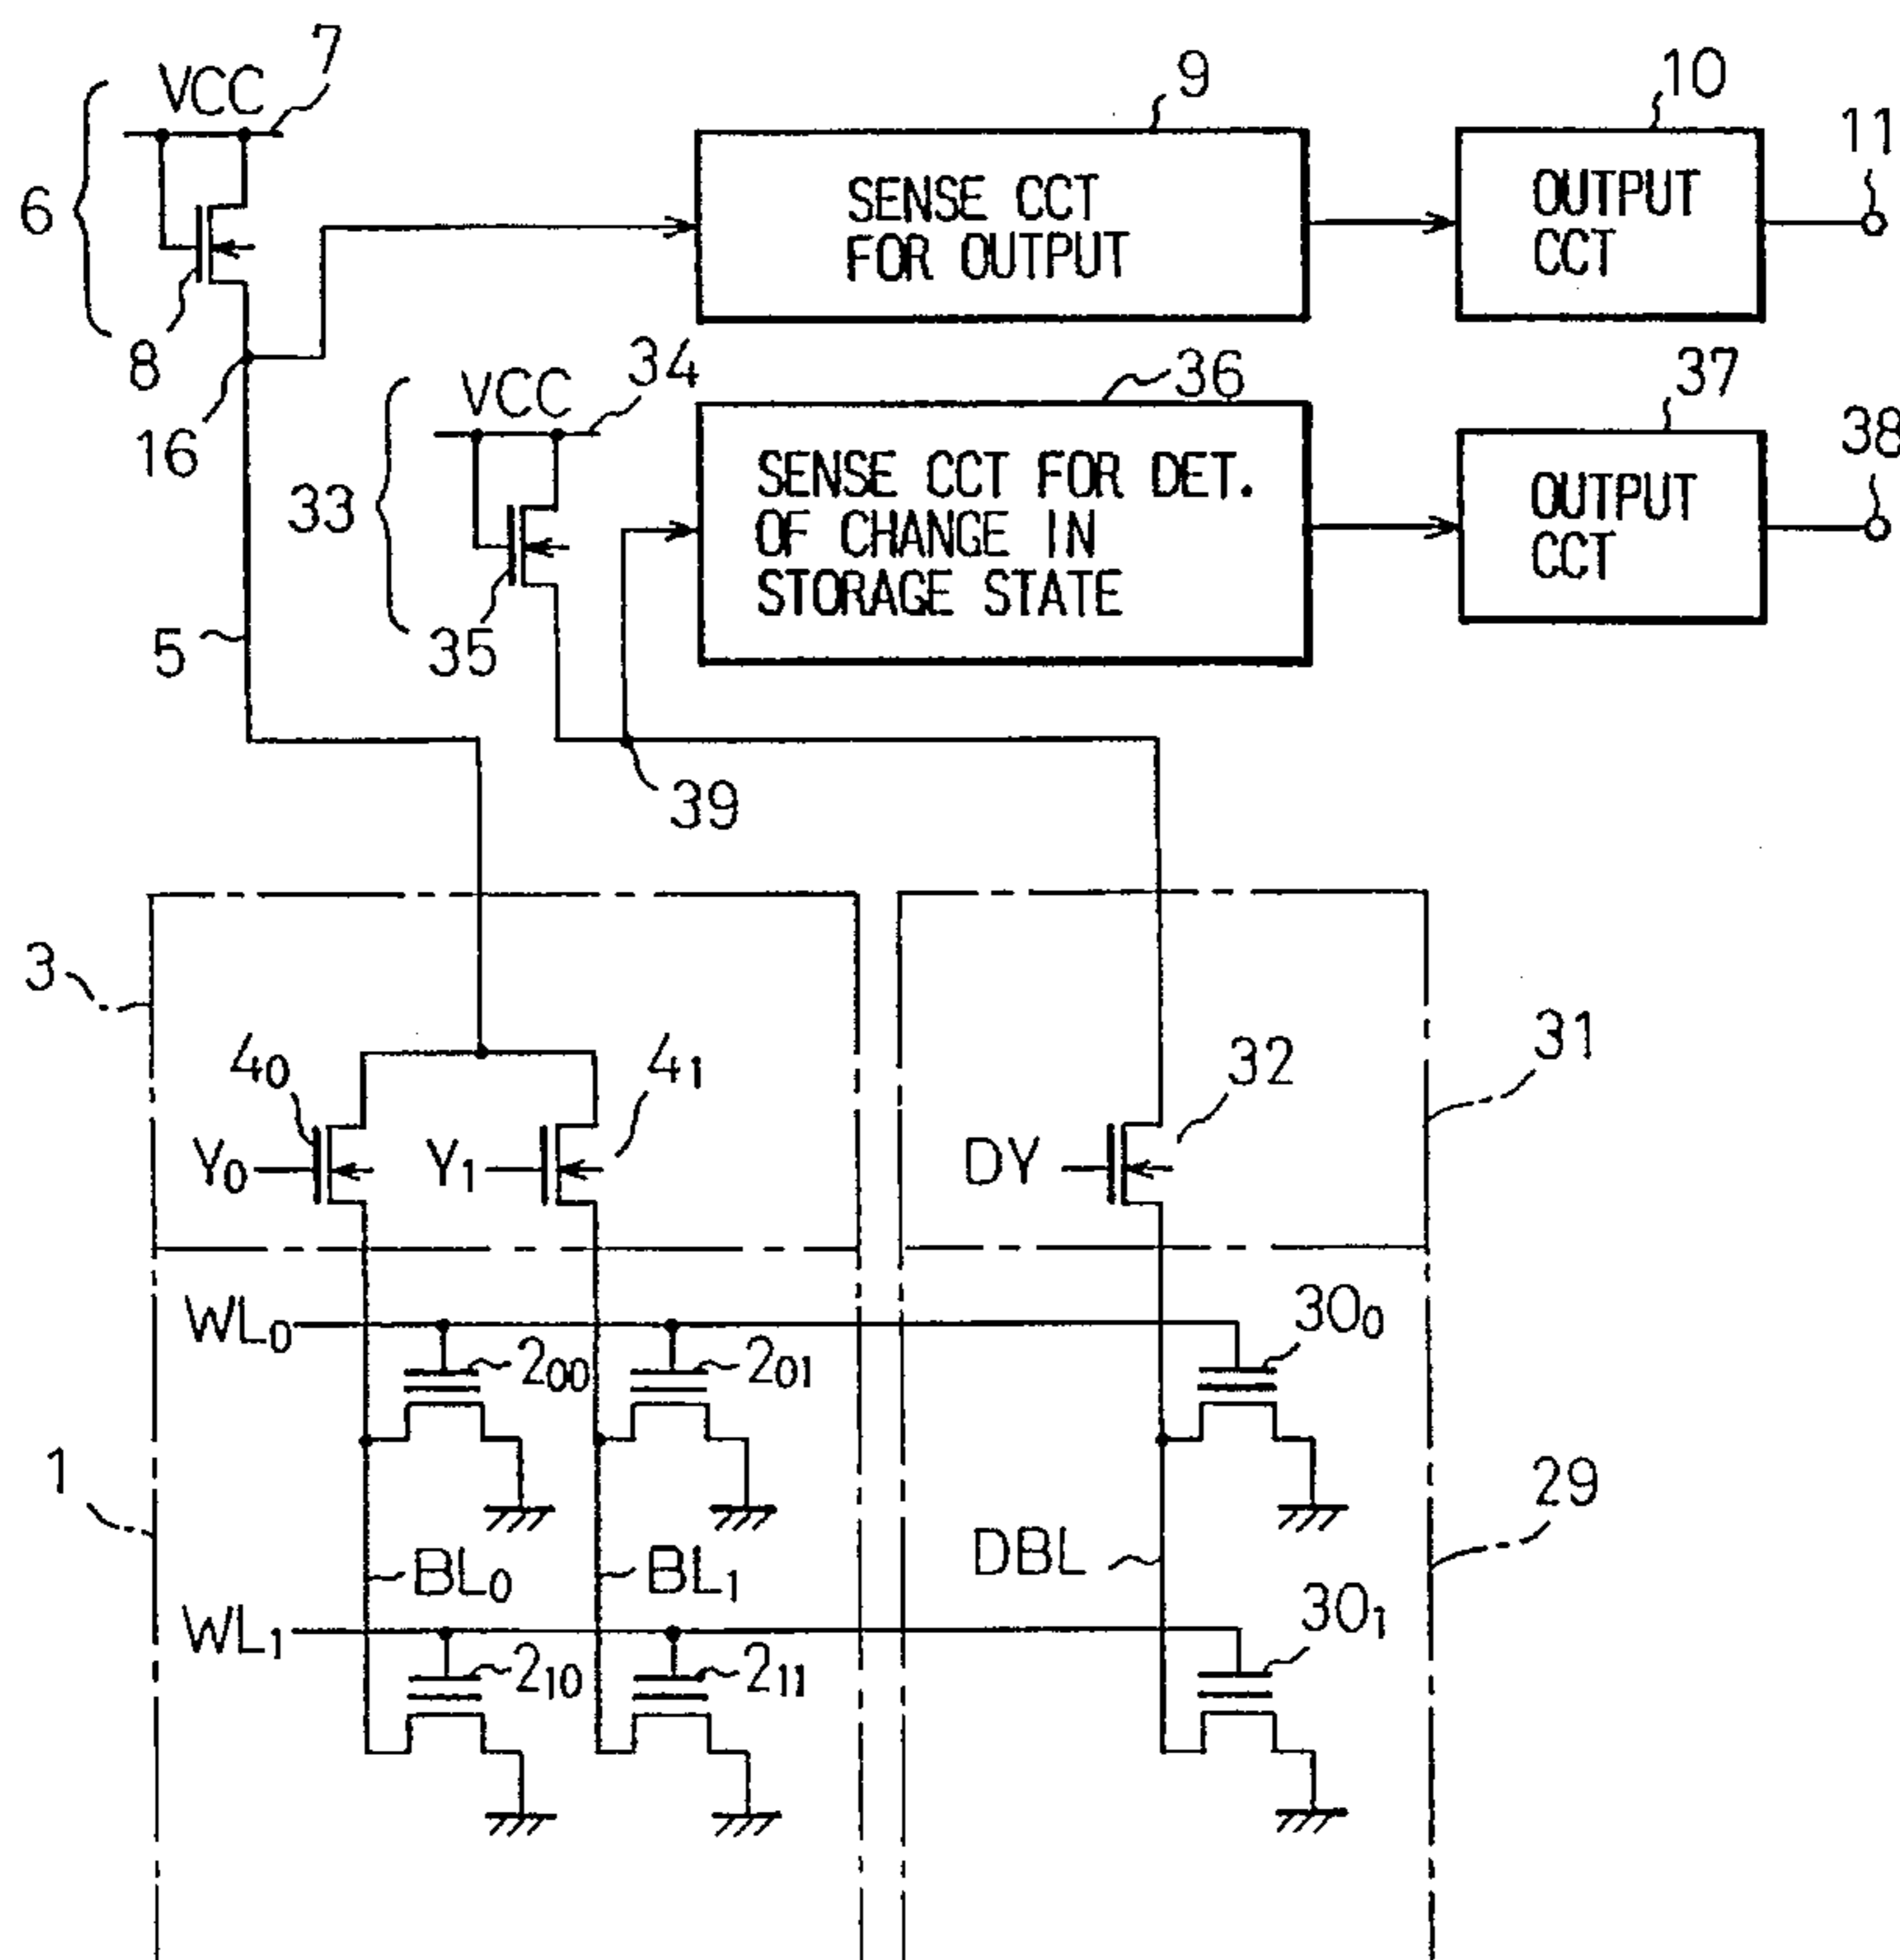 7
VCC
9
10
11
6
SENSE CCT
FOR OUTPUT
OUTPUT
CCT
8
16
VCC
34
36
37
38
33
SENSE CCT FOR DET.
OF CHANGE IN
STORAGE STATE
OUTPUT
CCT
35
5
39
3
31
4₀
4₁
32
Y₀
Y₁
DY
WL₀
2₀₀
2₀₁
30₀
1
29
BL₀
BL₁
DBL
WL₁
2₁₀
2₁₁
30₁